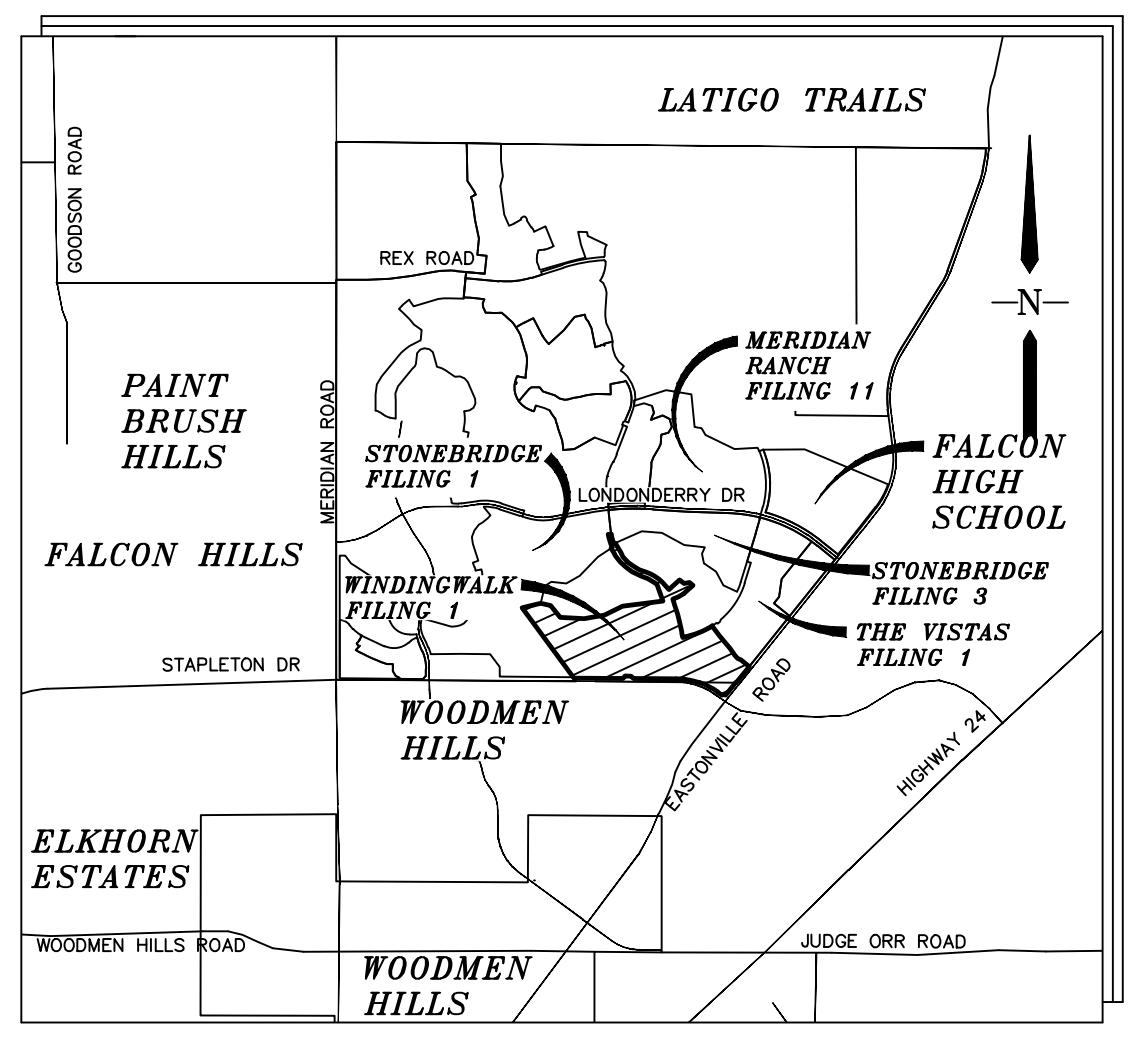 LATIGO TRAILS
GOODSON ROAD
REX ROAD
N
MERIDIAN
RANCH
FILING 11
PAINT
BRUSH
HILLS
MERIDIAN ROAD
STONEBRIDGE
FILING 1
FALCON
HIGH
SCHOOL
LONDONDERRY DR
FALCON HILLS
WINDINGWALK
FILING 1
STONEBRIDGE
FILING 3
THE VISTAS
FILING 1
STAPLETON DR
WOODMEN
HILLS
EASTONVILLE ROAD
HIGHWAY 24
ELKHORN
ESTATES
WOODMEN HILLS ROAD
JUDGE ORR ROAD
WOODMEN
HILLS